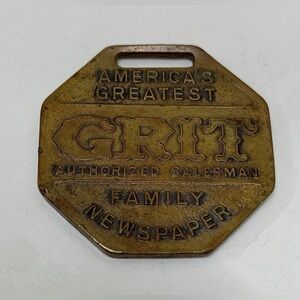 AMERICA'S
GREATEST
GRIT
AUTHORIZED SALESMAN
FAMILY
NEWSPAPER